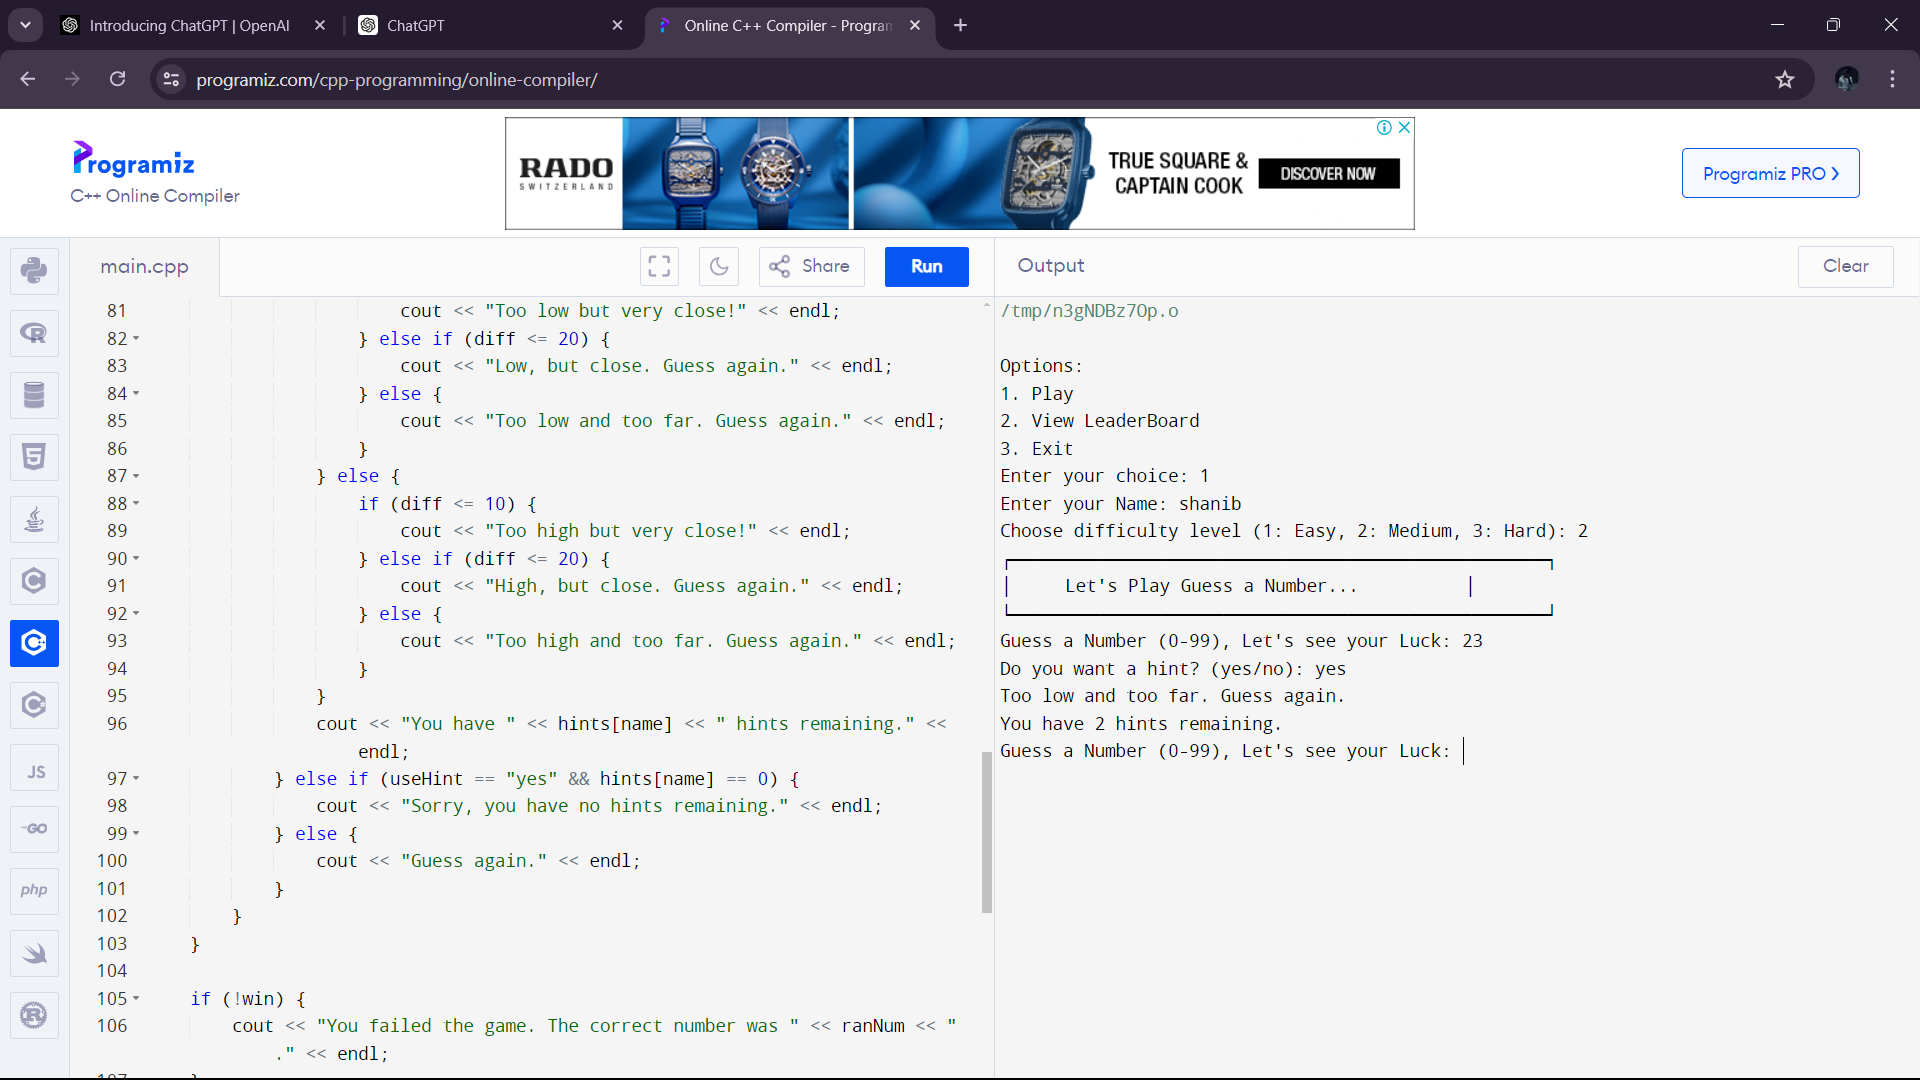 Introducing ChatGPT | OpenAI
ChatGPT
Online C++ Compiler - Program
programiz.com/cpp-programming/online-compiler/
Programiz
C++ Online Compiler
RADO
SWITZERLAND
TRUE SQUARE &
CAPTAIN COOK
DISCOVER NOW
Programiz PRO
main.cpp
Share
Run
Output
Clear
81 cout << "Too low but very close!" << endl;
82 } else if (diff <= 20) {
83 cout << "Low, but close. Guess again." << endl;
84 } else {
85 cout << "Too low and too far. Guess again." << endl;
86 }
87 } else {
88 if (diff <= 10) {
89 cout << "Too high but very close!" << endl;
90 } else if (diff <= 20) {
91 cout << "High, but close. Guess again." << endl;
92 } else {
93 cout << "Too high and too far. Guess again." << endl;
94 }
95 }
96 cout << "You have " << hints[name] << " hints remaining." <<
endl;
97 } else if (useHint == "yes" && hints[name] == 0) {
98 cout << "Sorry, you have no hints remaining." << endl;
99 } else {
100 cout << "Guess again." << endl;
101 }
102 }
103 }
104
105 if (!win) {
106 cout << "You failed the game. The correct number was " << ranNum << "
." << endl;
/tmp/n3gNDBz7Op.o
Options:
1. Play
2. View LeaderBoard
3. Exit
Enter your choice: 1
Enter your Name: shanib
Choose difficulty level (1: Easy, 2: Medium, 3: Hard): 2
Let's Play Guess a Number...
Guess a Number (0-99), Let's see your Luck: 23
Do you want a hint? (yes/no): yes
Too low and too far. Guess again.
You have 2 hints remaining.
Guess a Number (0-99), Let's see your Luck:
R
5
C
C++
C
JS
GO
php
R